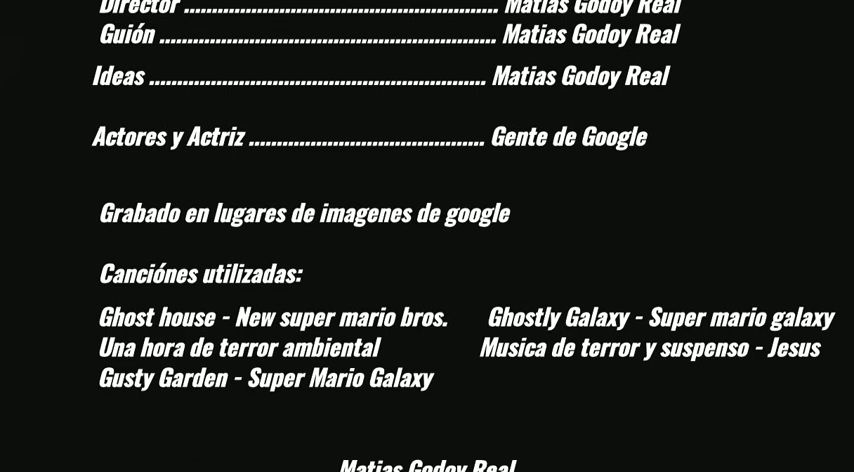 Director ........................................................ Matias Godoy Real
Guión ............................................................ Matias Godoy Real
Ideas ............................................................ Matias Godoy Real
Actores y Actriz .......................................... Gente de Google
Grabado en lugares de imagenes de google
Canciónes utilizadas:
Ghost house - New super mario bros. Ghostly Galaxy - Super mario galaxy
Una hora de terror ambiental Musica de terror y suspenso - Jesus
Gusty Garden - Super Mario Galaxy
Matias Godoy Real